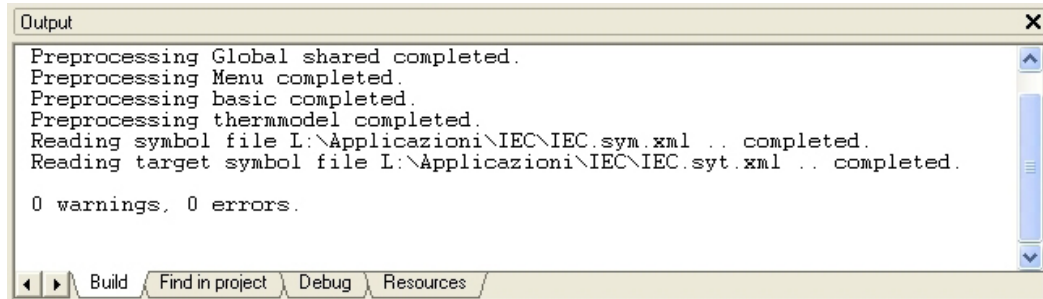 Output
Preprocessing Global shared completed.
Preprocessing Menu completed.
Preprocessing basic completed.
Preprocessing thermmodel completed.
Reading symbol file L:\Applicazioni\IEC\IEC.sym.xml .. completed.
Reading target symbol file L:\Applicazioni\IEC\IEC.syt.xml .. completed.
0 warnings, 0 errors.
Build Find in project Debug Resources